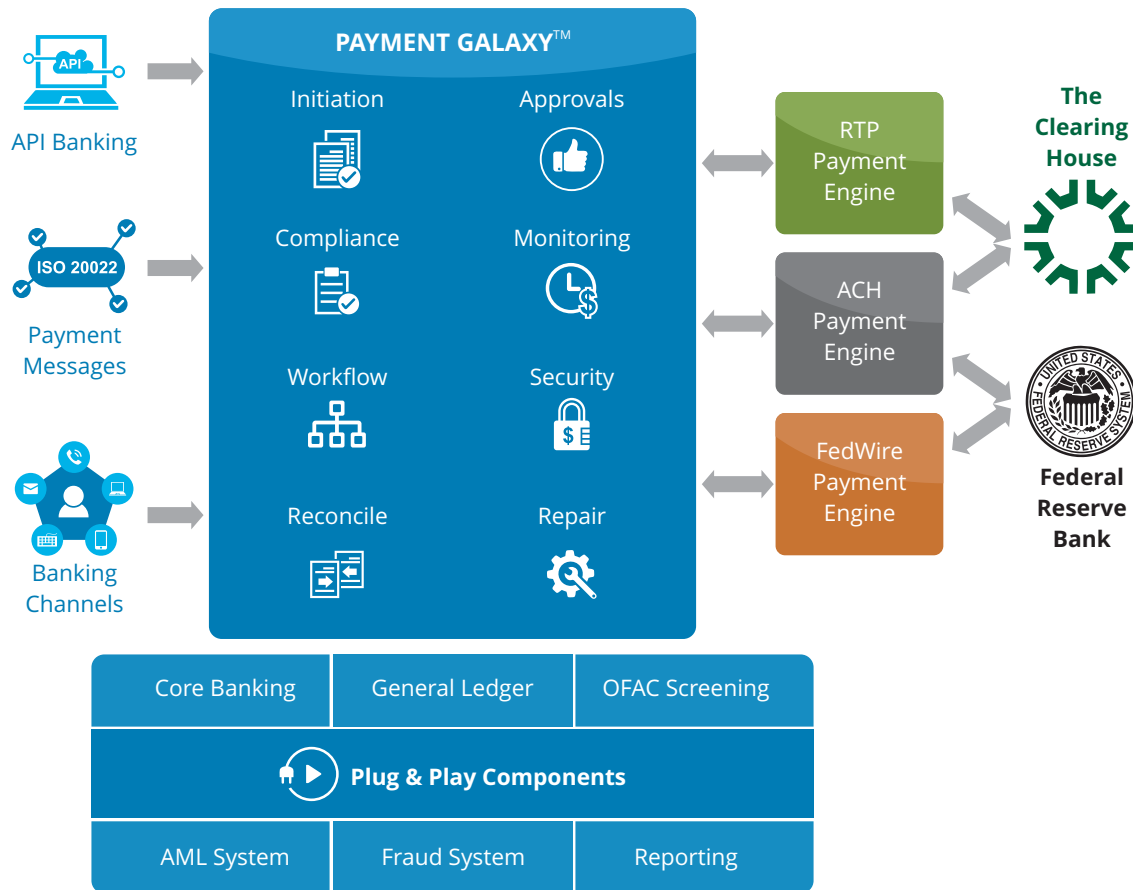 PAYMENT GALAXY™
API
API Banking
ISO 20022
Payment
Messages
Banking
Channels
Initiation
Approvals
Compliance
Monitoring
$
Workflow
Security
$
Reconcile
Repair
RTP
Payment
Engine
ACH
Payment
Engine
FedWire
Payment
Engine
The
Clearing
House
UNITED STATES
FEDERAL RESERVE SYSTEM
Federal
Reserve
Bank
Core Banking
General Ledger
OFAC Screening
Plug & Play Components
AML System
Fraud System
Reporting